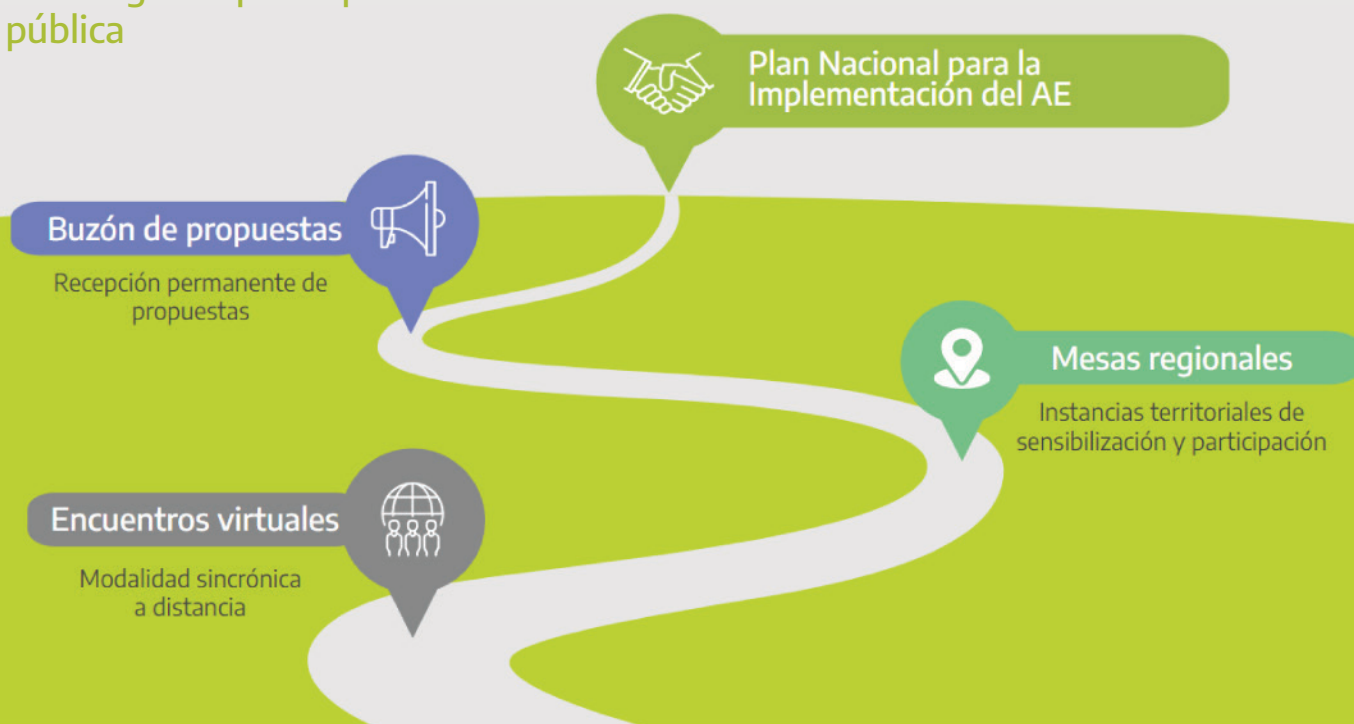 pública
Plan Nacional para la
Implementación del AE
Buzón de propuestas
Recepción permanente de
propuestas
Mesas regionales
Instancias territoriales de
sensibilización y participación
Encuentros virtuales
Modalidad sincrónica
a distancia